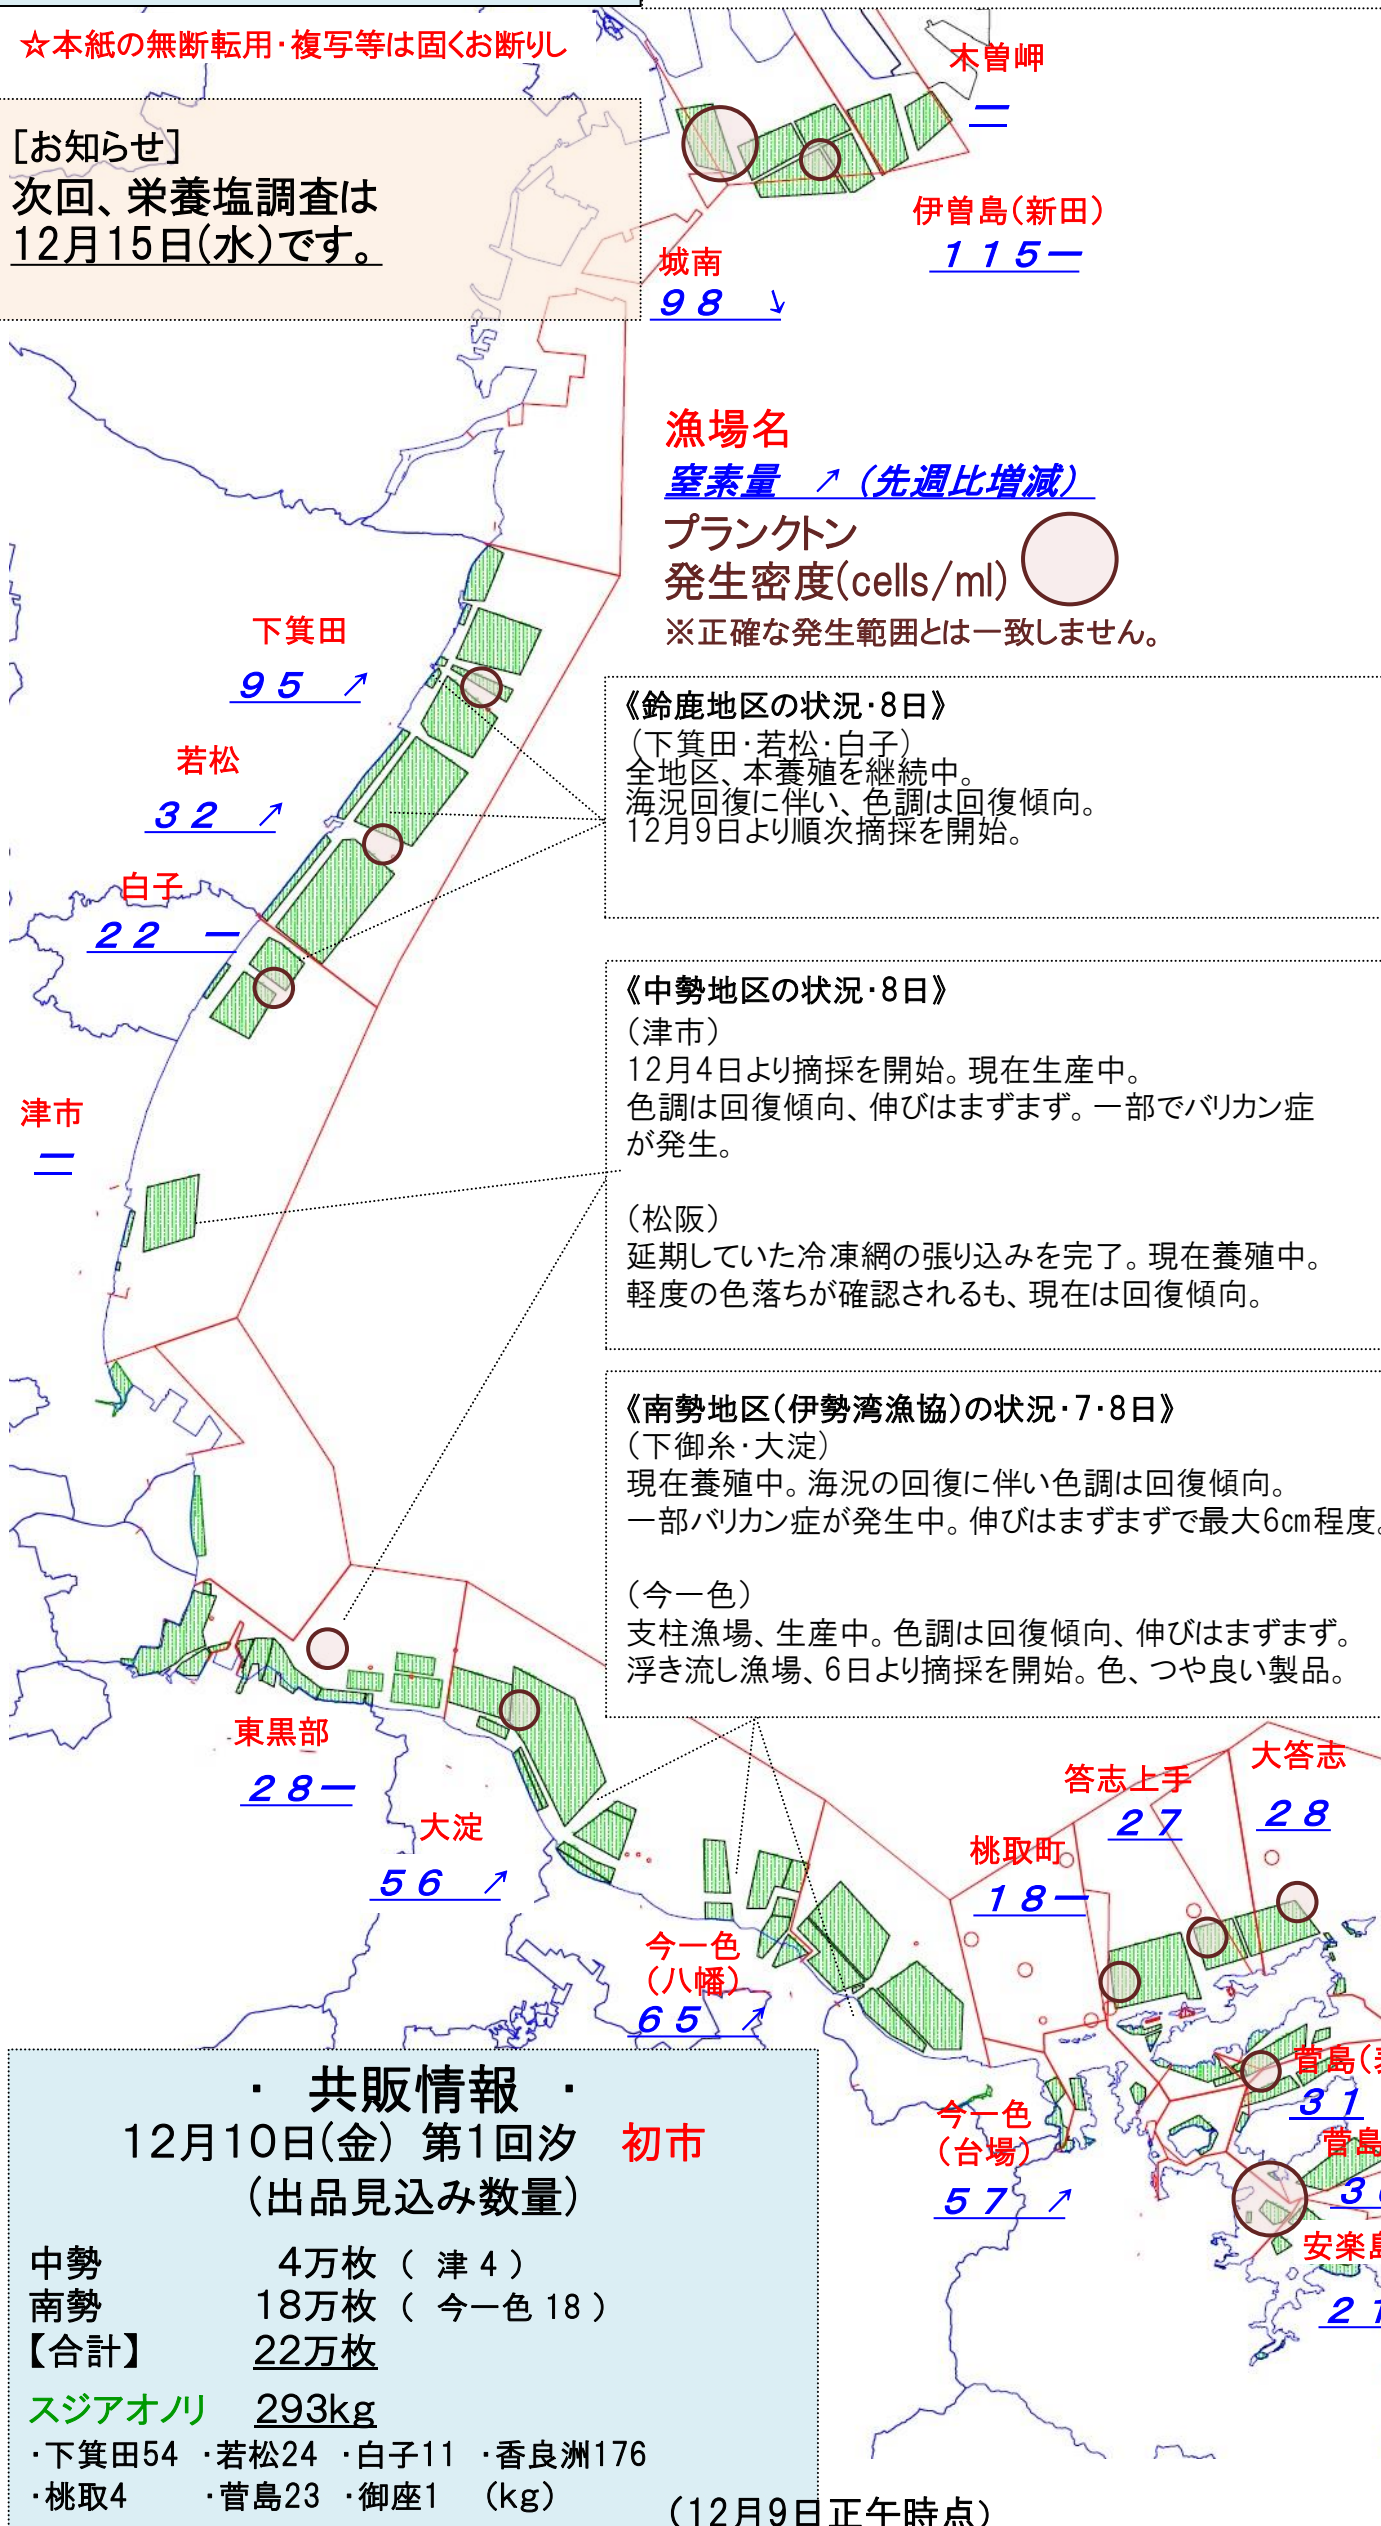 ☆本紙の無断転用・複写等は固くお断りし
[お知らせ]
次回、栄養塩調査は
12月15日(水)です。
木曽岬
―
伊曽島(新田)
115―
城南
98 ↘
漁場名
窒素量 ↗(先週比増減)
プランクトン
発生密度(cells/ml)
※正確な発生範囲とは一致しません。
下箕田
95 ↗
若松
32 ↗
白子
22 ―
津市
―
《鈴鹿地区の状況・8日》
(下箕田・若松・白子)
全地区、本養殖を継続中。
海況回復に伴い、色調は回復傾向。
12月9日より順次摘採を開始。
《中勢地区の状況・8日》
(津市)
12月4日より摘採を開始。現在生産中。
色調は回復傾向、伸びはまずまず。一部でバリカン症
が発生。
(松阪)
延期していた冷凍網の張り込みを完了。現在養殖中。
軽度の色落ちが確認されるも、現在は回復傾向。
《南勢地区(伊勢湾漁協)の状況・7・8日》
(下御糸・大淀)
現在養殖中。海況の回復に伴い色調は回復傾向。
一部バリカン症が発生中。伸びはまずまずで最大6㎝程度。
(今一色)
支柱漁場、生産中。色調は回復傾向、伸びはまずまず。
浮き流し漁場、6日より摘採を開始。色、つや良い製品。
東黒部
28―
大淀
56 ↗
今一色
(八幡)
65 ↗
桃取町
18―
答志上手
27
大答志
28
今一色
(台場)
57 ↗
菅島(
31
菅島
3
安楽島
21
・ 共販情報 ・
12月10日(金) 第1回汐 初市
(出品見込み数量)
中勢 4万枚 ( 津 4 )
南勢 18万枚 ( 今一色 18 )
【合計】 22万枚
スジアオノリ 293kg
・下箕田54 ・若松24 ・白子11 ・香良洲176
・桃取4 ・菅島23 ・御座1 (kg)
(12月9日正午時点)